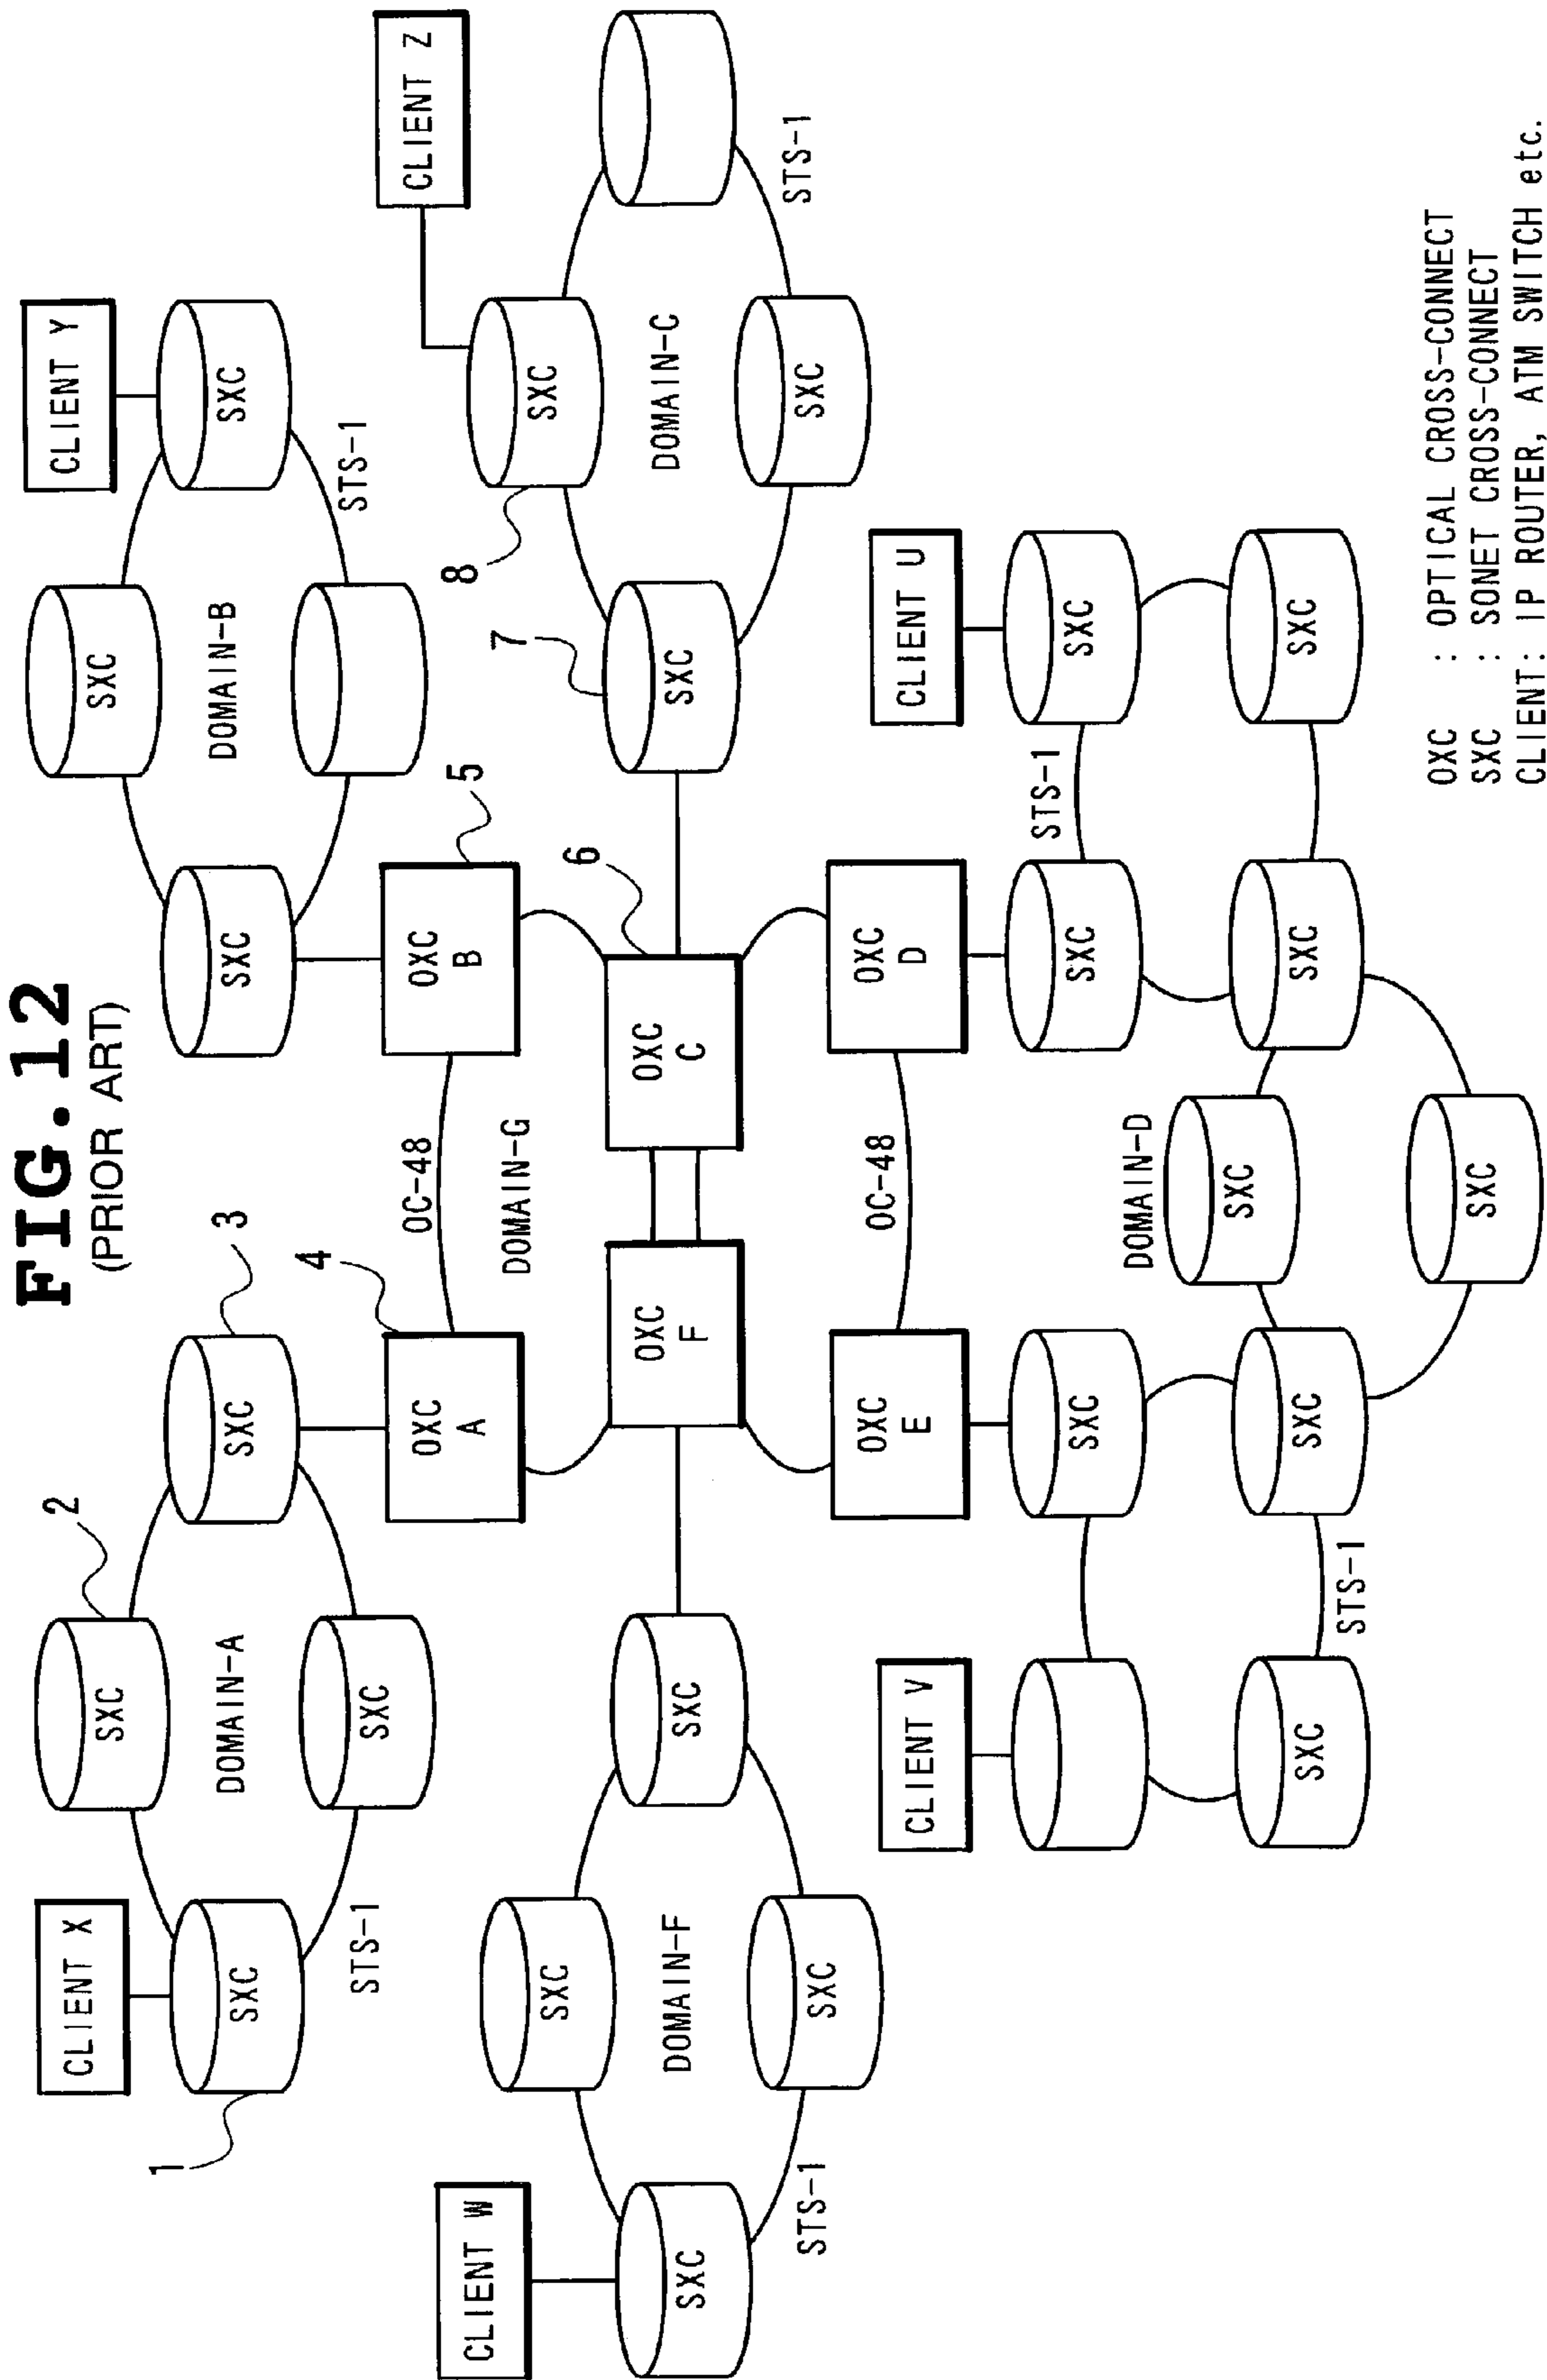 FIG.12
(PRIOR ART)
CLIENT X
SXC
1
STS-1
SXC
2
DOMAIN-A
SXC
SXC
3
OXC
A
4
OC-48
DOMAIN-G
OXC
B
5
SXC
SXC
DOMAIN-B
CLIENT Y
SXC
STS-1
CLIENT W
SXC
STS-1
SXC
DOMAIN-F
SXC
SXC
OXC
F
OXC
C
6
SXC
7
SXC
8
DOMAIN-C
SXC
CLIENT Z
STS-1
OXC
E
OC-48
OXC
D
CLIENT V
SXC
STS-1
SXC
SXC
DOMAIN-D
SXC
SXC
SXC
SXC
STS-1
CLIENT U
SXC
SXC
OXC : OPTICAL CROSS-CONNECT
SXC : SONET CROSS-CONNECT
CLIENT: IP ROUTER, ATM SWITCH etc.